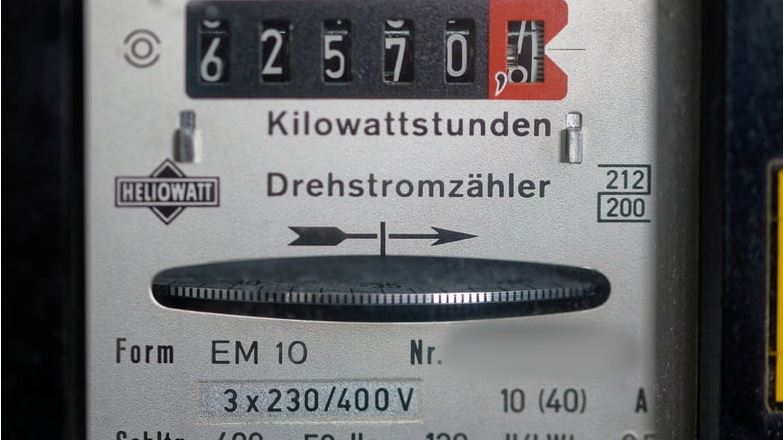 62570,
Kilowattstunden
HELIOWATT
Drehstromzähler
212
200
Form EM 10 Nr.
3 x 230/400 V 10 (40) A